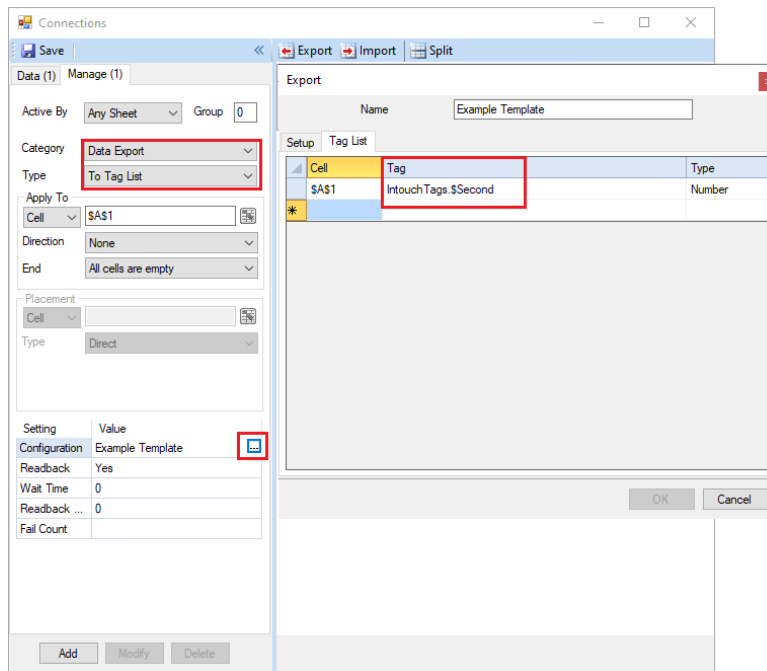 Connections
Save « Export Import Split
Data (1) Manage (1)
Active By Any Sheet Group 0
Category Data Export
Type To Tag List
Apply To
Cell $A$1
Direction None
End All cells are empty
Placement
Cell
Type Direct
Setting Value
Configuration Example Template ...
Readback Yes
Wait Time 0
Readback ... 0
Fail Count
Add Modify Delete
Export
Name Example Template
Setup Tag List
Cell Tag Type
$A$1 IntouchTags.$Second Number
OK Cancel